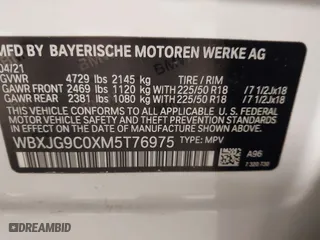 MFD BY BAYERISCHE MOTOREN WERKE AG
04/21
GVWR 4729 lbs 2145 kg TIRE / RIM
GAWR FRONT 2469 lbs 1120 kg WITH 225/50 R18 /7 1/2Jx18
GAWR REAR 2381 lbs 1080 kg WITH 225/50 R18 /7 1/2Jx18
THIS VEHICLE CONFORMS TO ALL APPLICABLE
U.S. FEDERAL MOTOR VEHICLE SAFETY, BUMPER AND
THEFT PREVENTION STANDARDS IN EFFECT ON THE DATE
OF MANUFACTURE SHOWN ABOVE.
WBXJG9C0XM5T76975 TYPE: MPV
A96
AUTOBIDMASTER